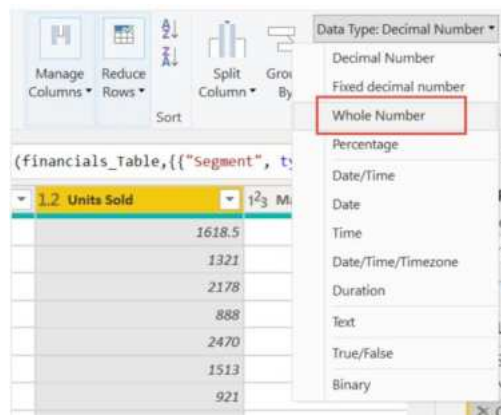 Manage Columns
Reduce Rows
Sort
Split Column
By
Data Type: Decimal Number
Decimal Number
Fixed decimal number
Whole Number
Percentage
Date/Time
Date
Time
Date/Time/Timezone
Duration
Text
True/False
Binary
(financials_Table,{{"Segment",
1.2 Units Sold
1²3
1618.5
1321
2178
888
2470
1513
921